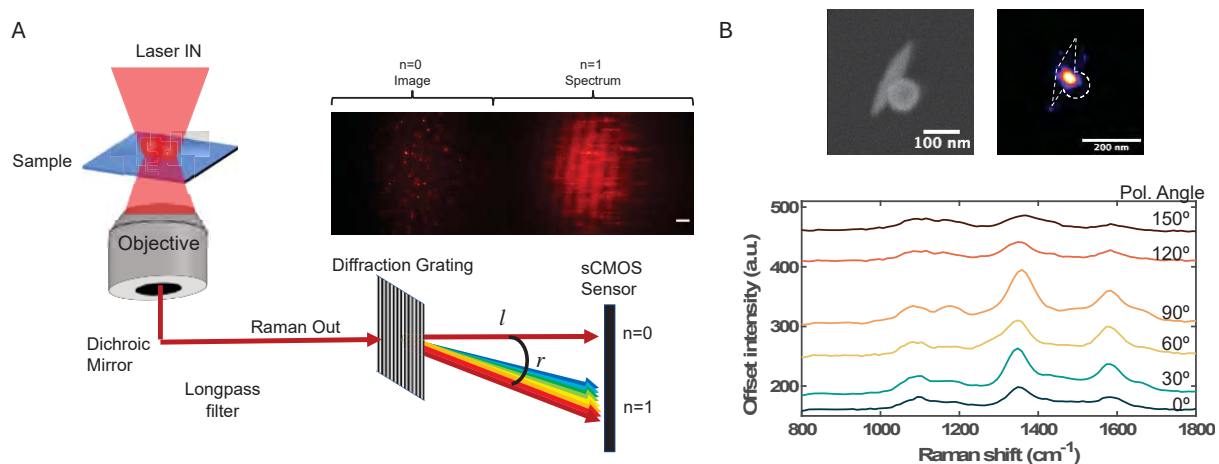 A
Laser IN
Sample
Objective
Dichroic
Mirror
Raman Out
Longpass
filter
n=0
Image
n=1
Spectrum
Diffraction Grating
sCMOS
Sensor
l
r
n=0
n=1
B
100 nm
200 nm
Pol. Angle
500
400
300
200
Offset intensity (a.u.)
150º
120º
90º
60º
30º
0º
800 1000 1200 1400 1600 1800
Raman shift (cm⁻¹)